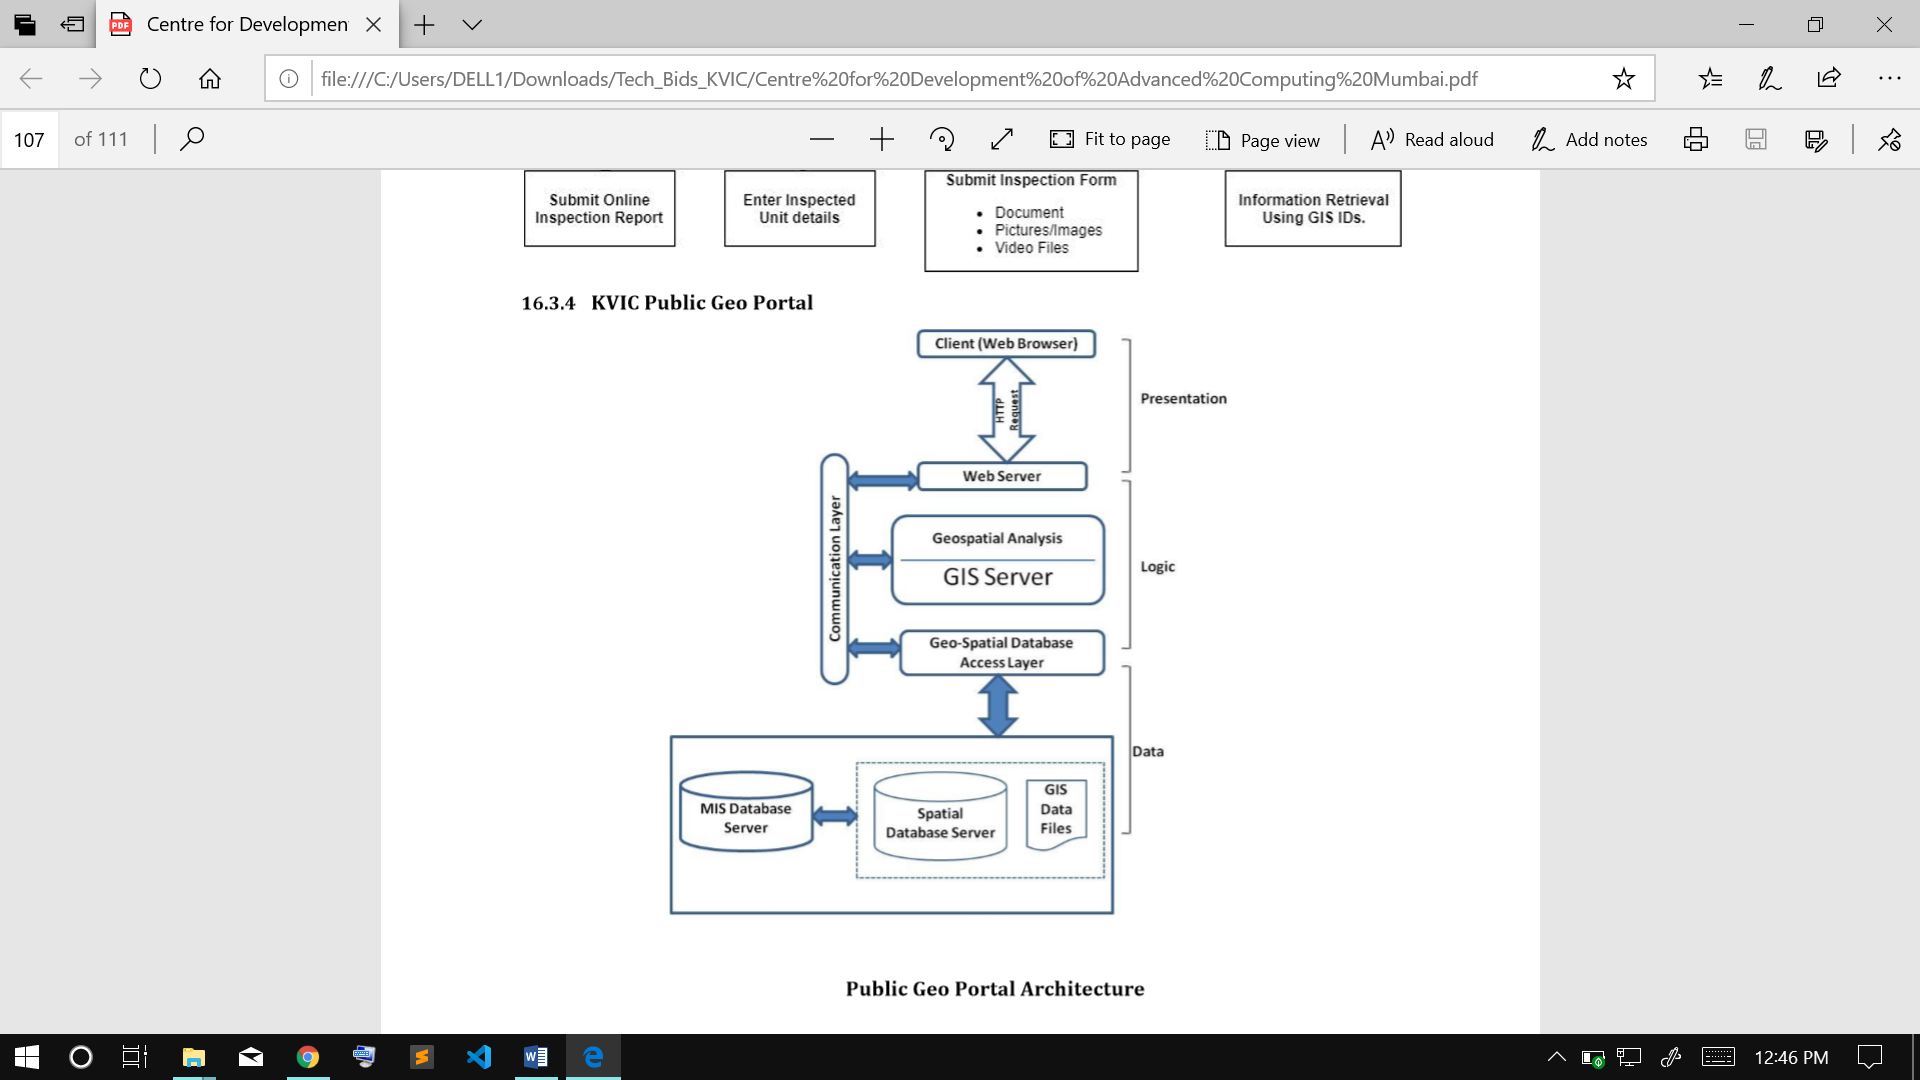 Centre for Developmen
file:///C:/Users/DELL1/Downloads/Tech_Bids_KVIC/Centre%20for%20Development%20of%20Advanced%20Computing%20Mumbai.pdf
107 of 111
Fit to page
Page view
Read aloud
Add notes
Submit Online
Inspection Report
Enter Inspected
Unit details
Submit Inspection Form
• Document
• Pictures/Images
• Video Files
Information Retrieval
Using GIS IDs.
16.3.4 KVIC Public Geo Portal
Client (Web Browser)
HTTP
Request
Presentation
Web Server
Communication Layer
Geospatial Analysis
GIS Server
Logic
Geo-Spatial Database
Access Layer
Data
MIS Database
Server
Spatial
Database Server
GIS
Data
Files
Public Geo Portal Architecture
12:46 PM